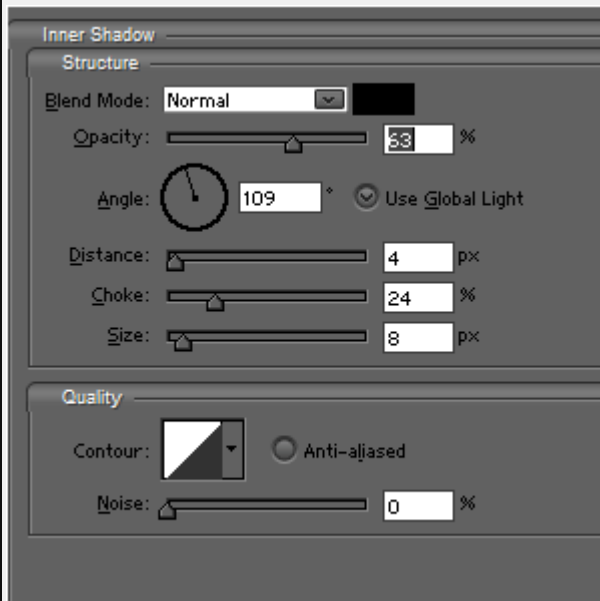 Inner Shadow
Structure
Blend Mode: Normal
Opacity: 63 %
Angle: 109 ° Use Global Light
Distance: 4 px
Choke: 24 %
Size: 8 px
Quality
Contour: Anti-aliased
Noise: 0 %